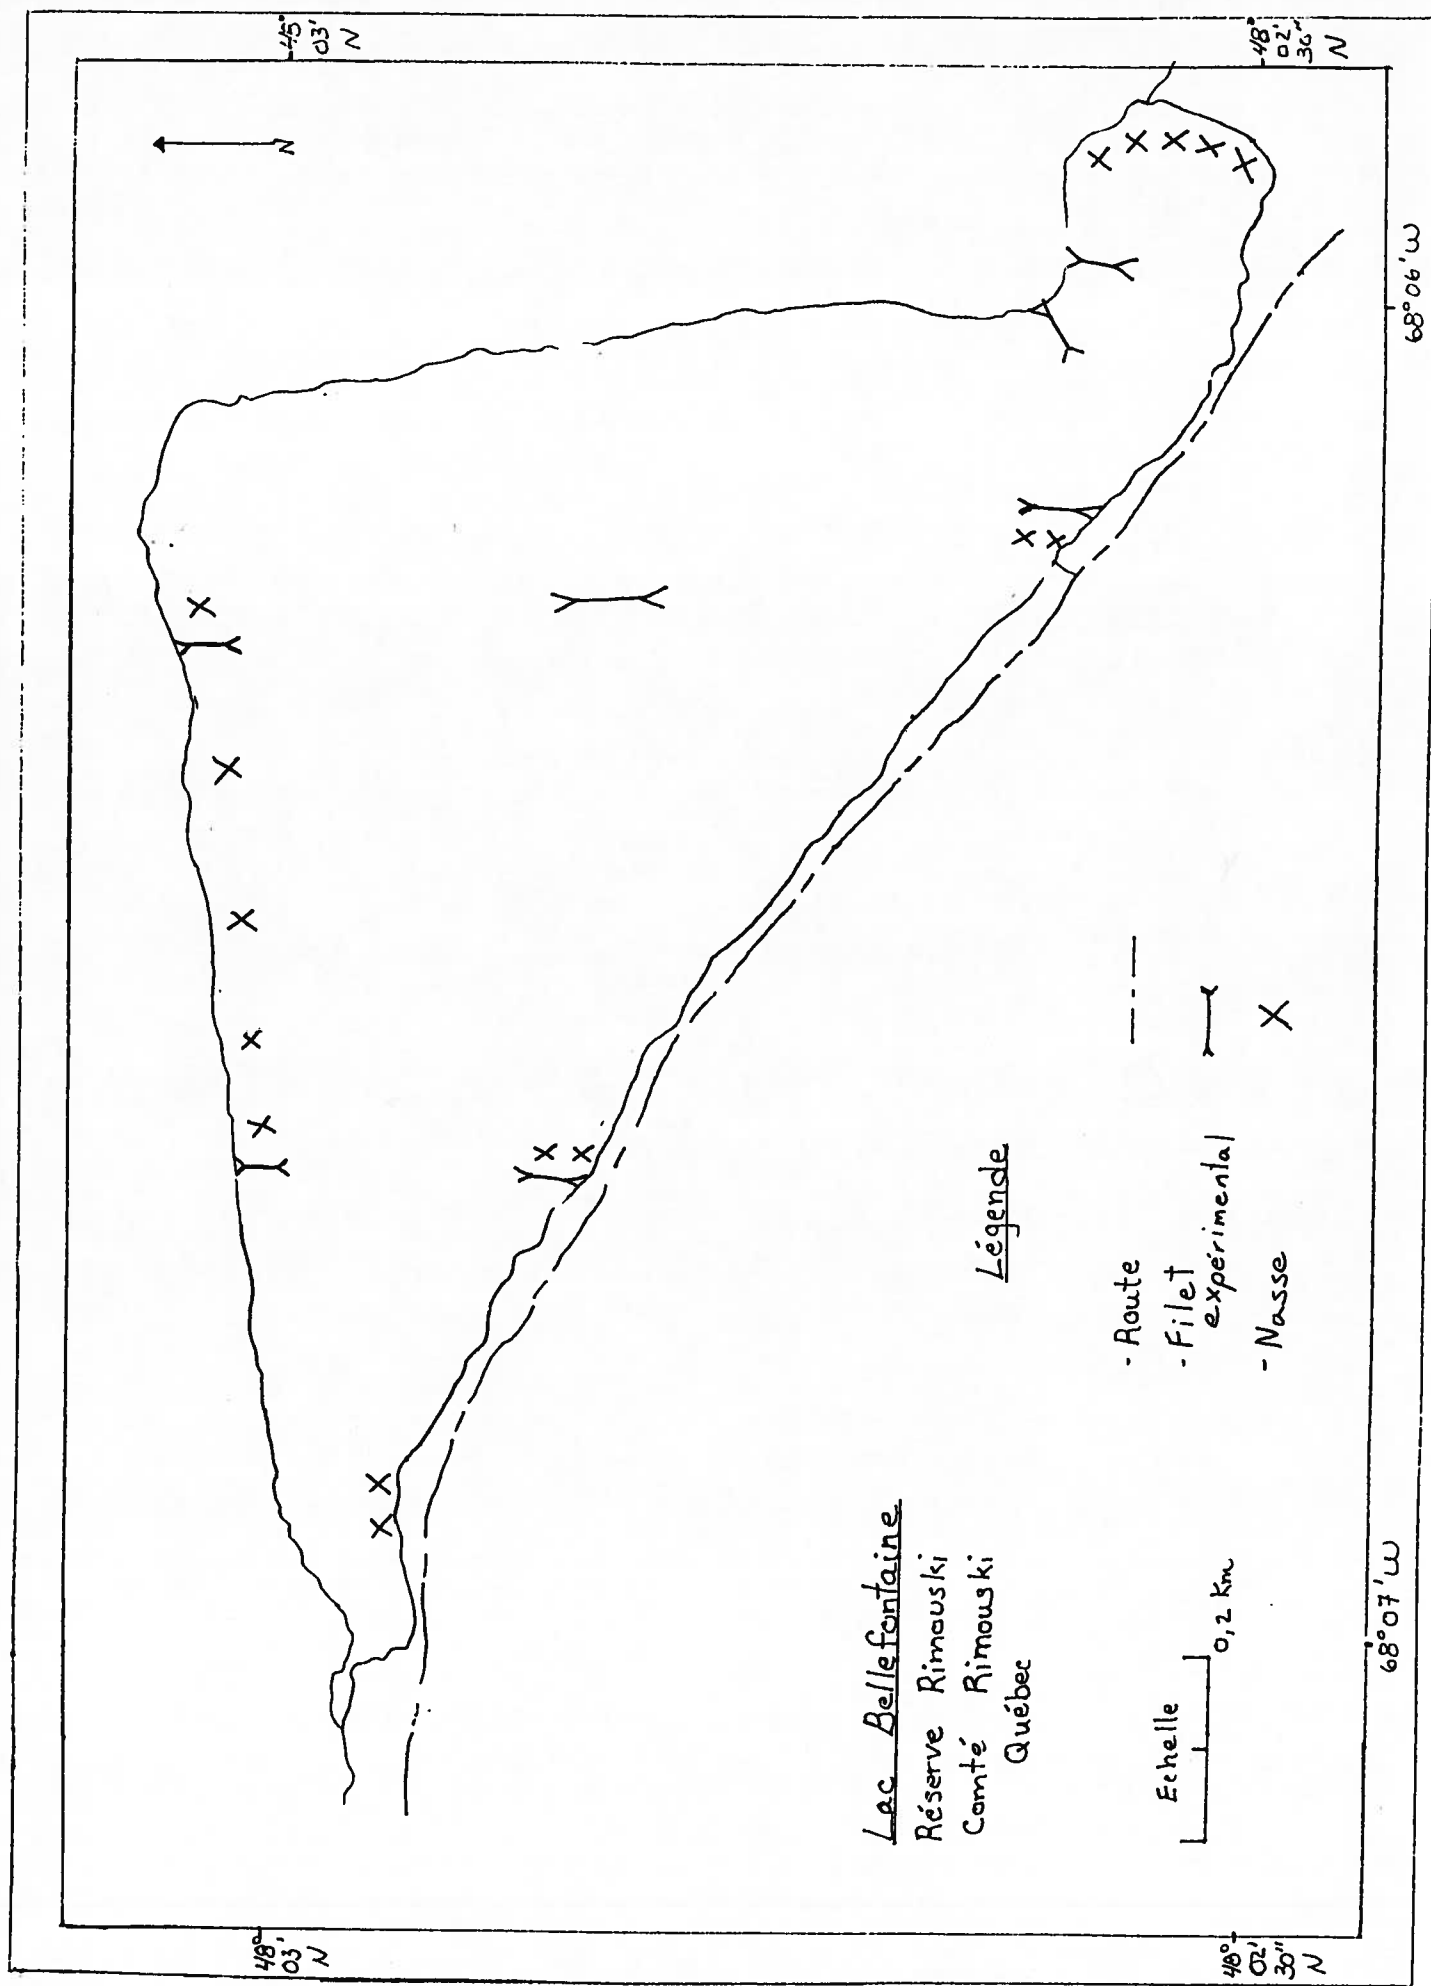 48°
03'
N
45°
03'
N
N
Lac Bellefontaine
Réserve Rimouski
Comté Rimouski
Québec
Légende
- Route
- Filet
expérimental
- Nasse
Echelle
0,2 Km
48°
02'
30"
N
48°
02'
30"
N
68°07'W
68°06'W